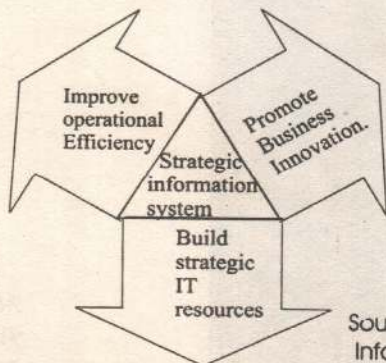 Improve
operational
Efficiency
Promote
Business
Innovation.
Strategic
information
system
Build
strategic
IT
resources